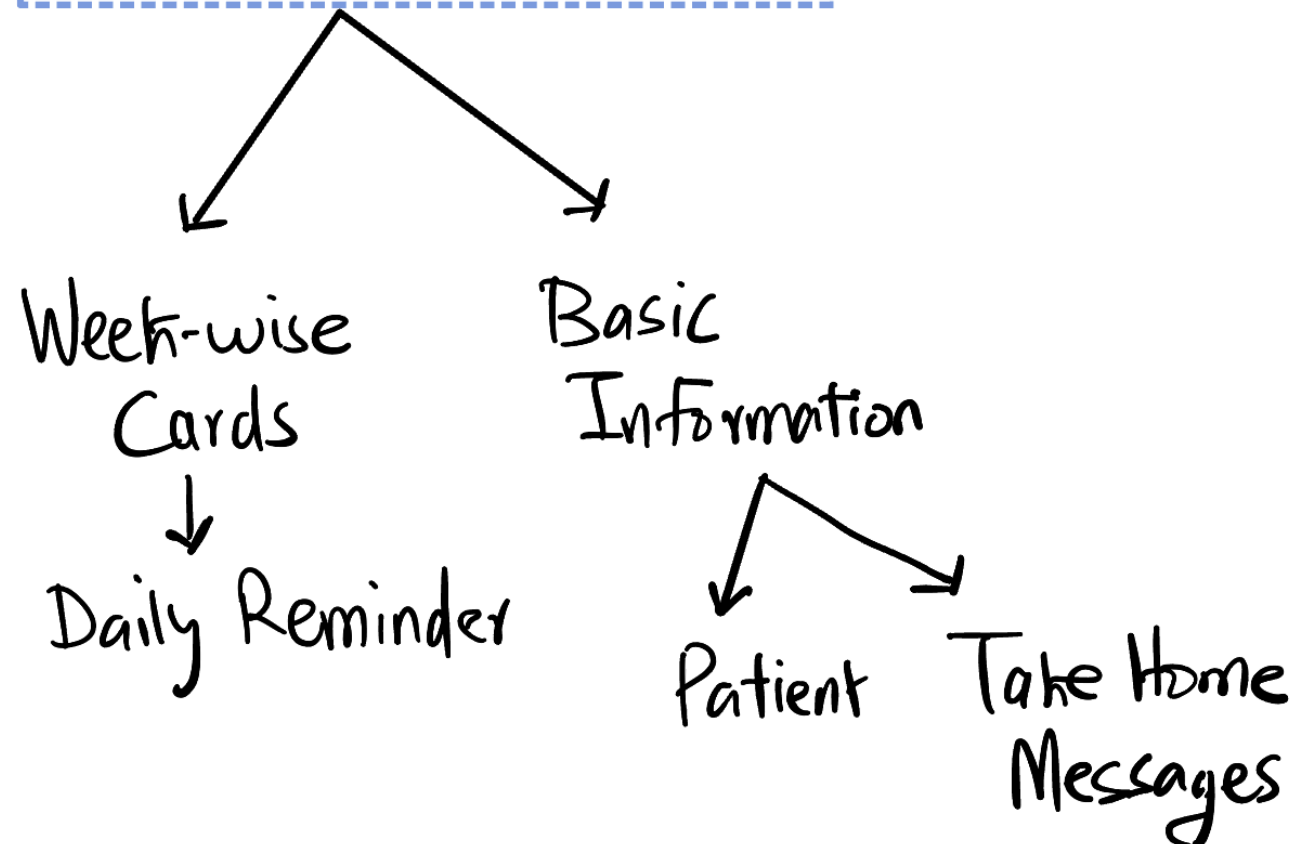 Week-wise
Cards
Daily Reminder
Basic
Information
Patient
Take Home
Messages